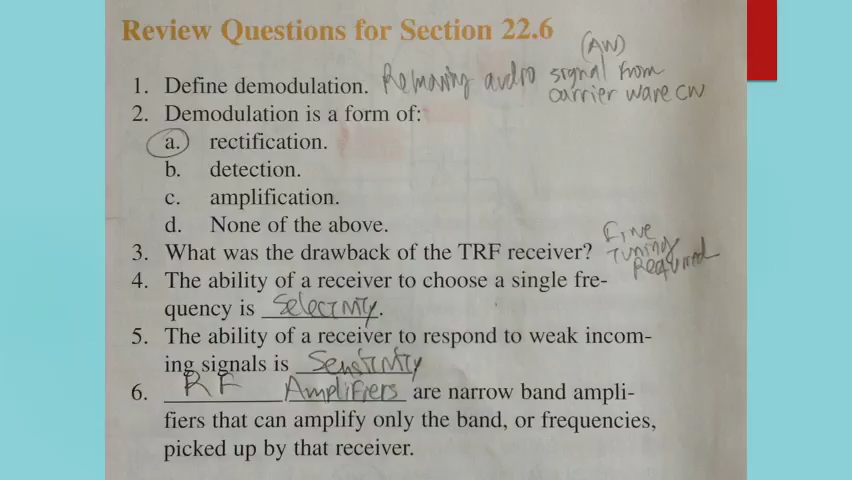 Review Questions for Section 22.6
(AW)
1. Define demodulation. Removing audio signal from
carrier wave CW
2. Demodulation is a form of:
a. rectification.
b. detection.
c. amplification.
d. None of the above.
Fine
3. What was the drawback of the TRF receiver? Tuning
Required
4. The ability of a receiver to choose a single fre-
quency is Selectivity.
5. The ability of a receiver to respond to weak incom-
ing signals is Sensitivity
6. RF Amplifiers are narrow band ampli-
fiers that can amplify only the band, or frequencies,
picked up by that receiver.